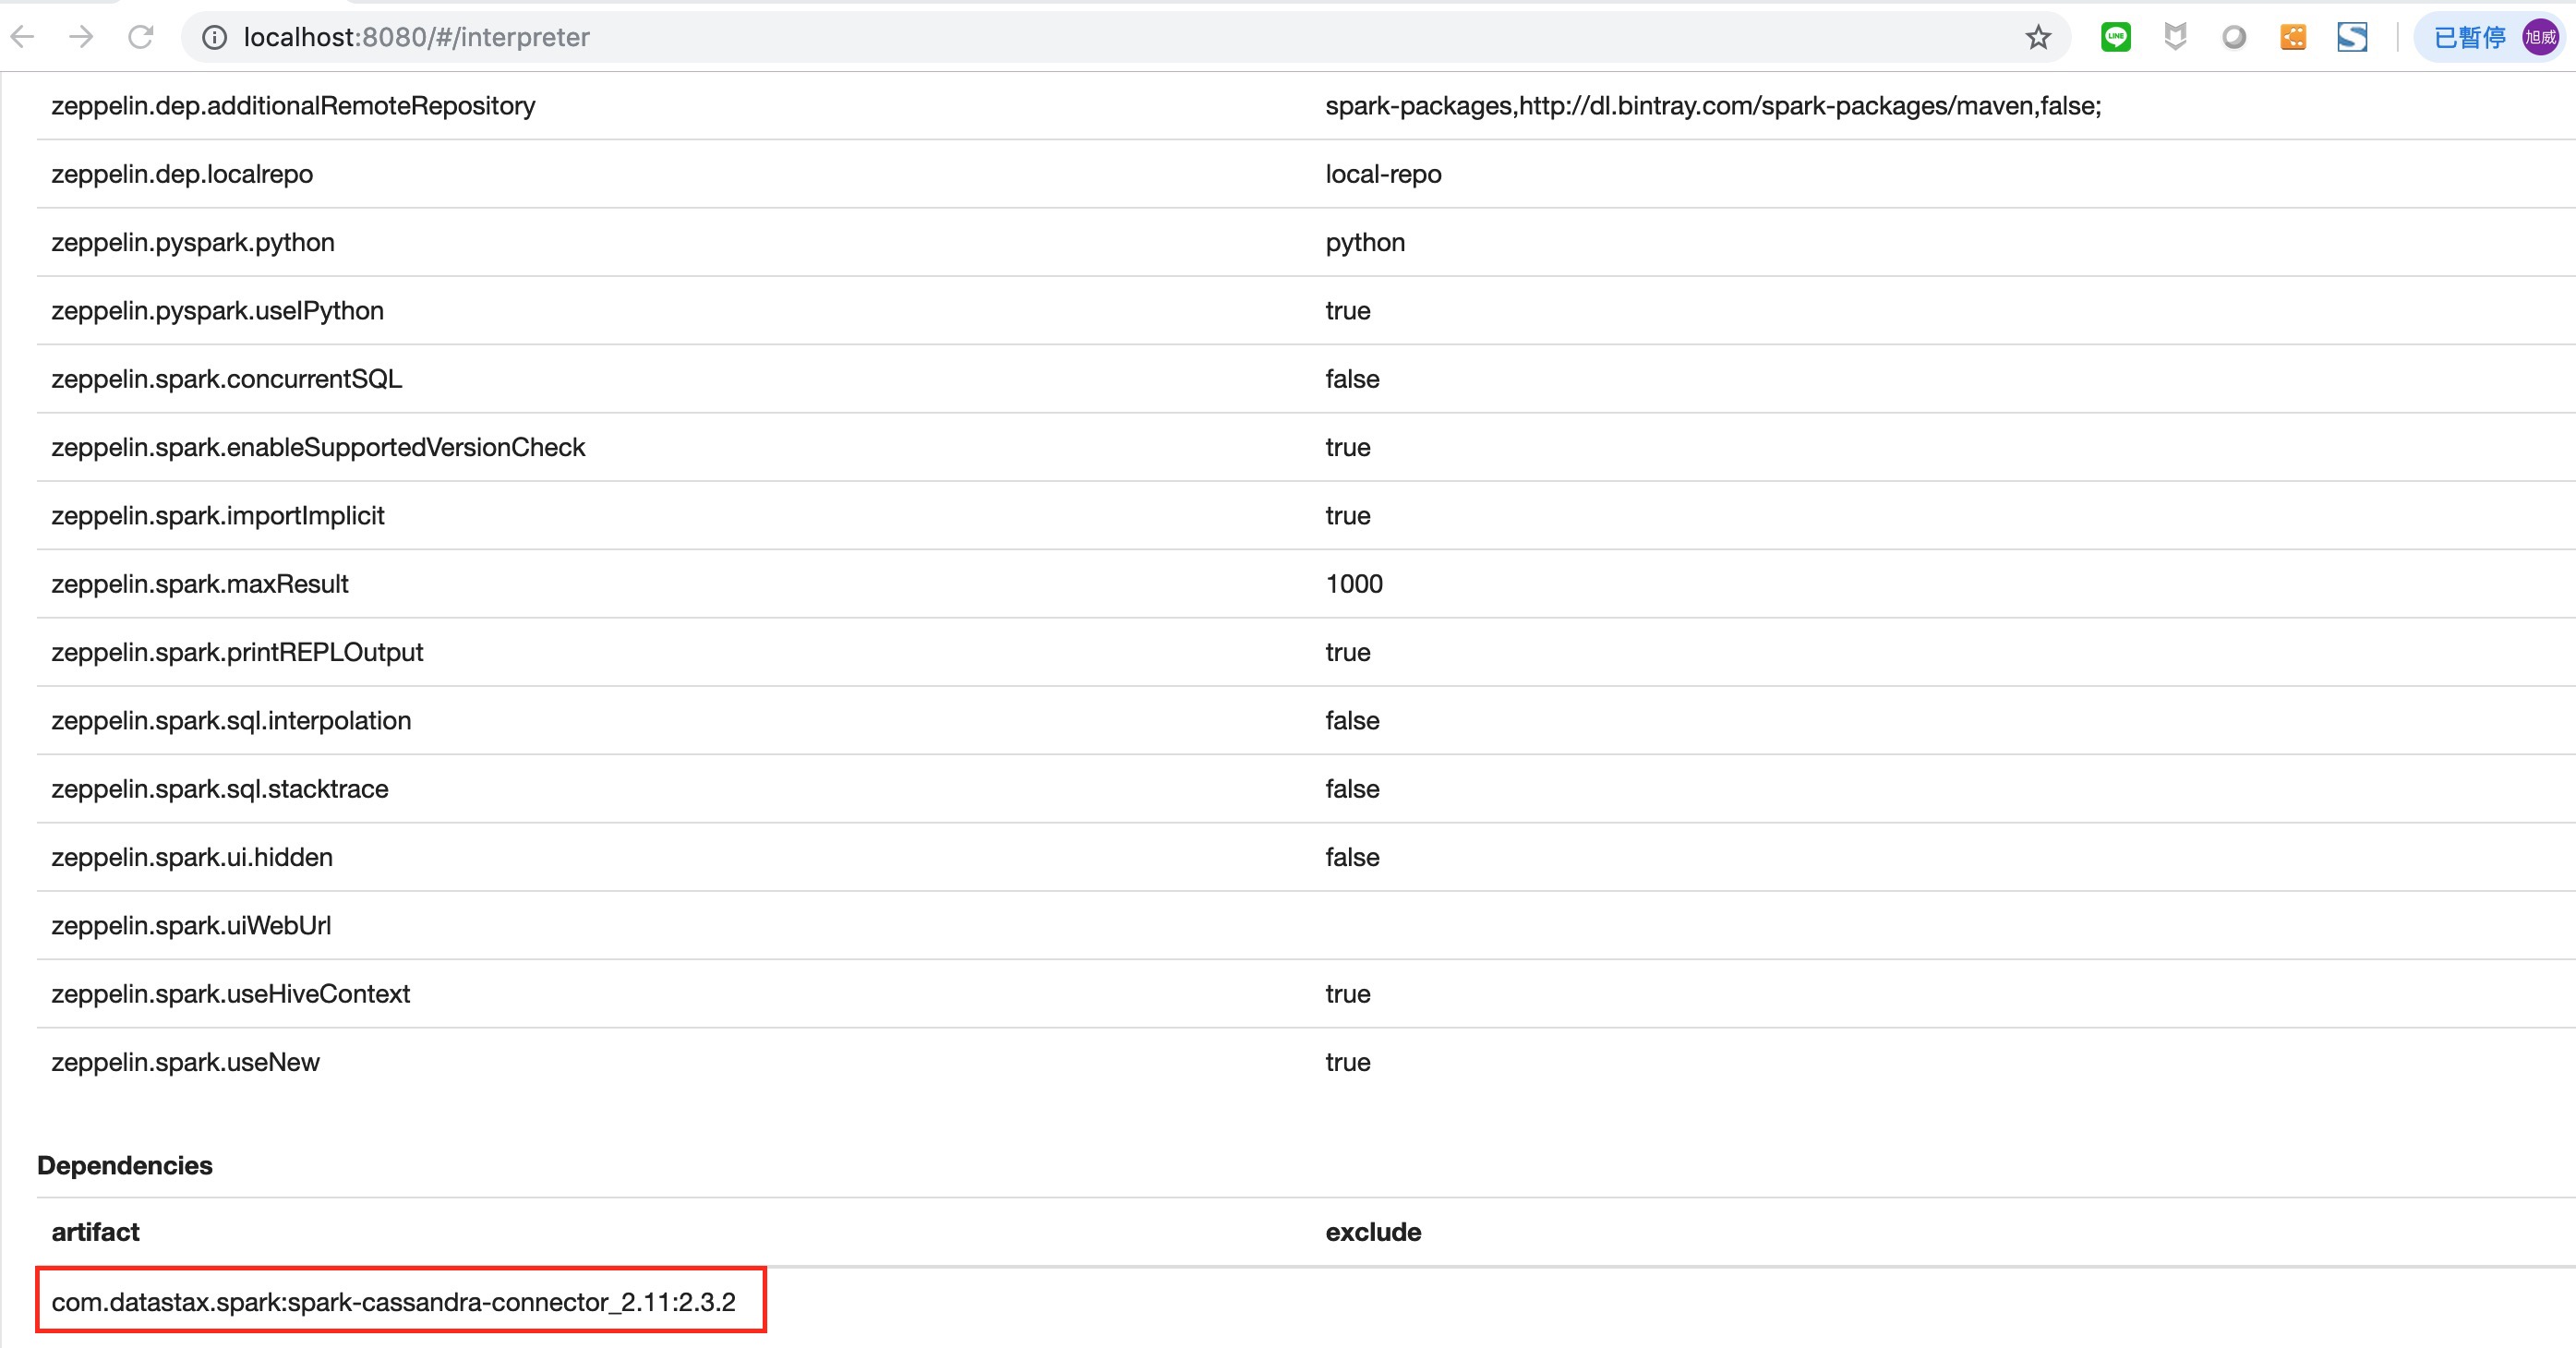 localhost:8080/#/interpreter
LINE
已暫停
旭威
zeppelin.dep.additionalRemoteRepository spark-packages,http://dl.bintray.com/spark-packages/maven,false;
zeppelin.dep.localrepo local-repo
zeppelin.pyspark.python python
zeppelin.pyspark.useIPython true
zeppelin.spark.concurrentSQL false
zeppelin.spark.enableSupportedVersionCheck true
zeppelin.spark.importImplicit true
zeppelin.spark.maxResult 1000
zeppelin.spark.printREPLOutput true
zeppelin.spark.sql.interpolation false
zeppelin.spark.sql.stacktrace false
zeppelin.spark.ui.hidden false
zeppelin.spark.uiWebUrl
zeppelin.spark.useHiveContext true
zeppelin.spark.useNew true
Dependencies
artifact exclude
com.datastax.spark:spark-cassandra-connector_2.11:2.3.2